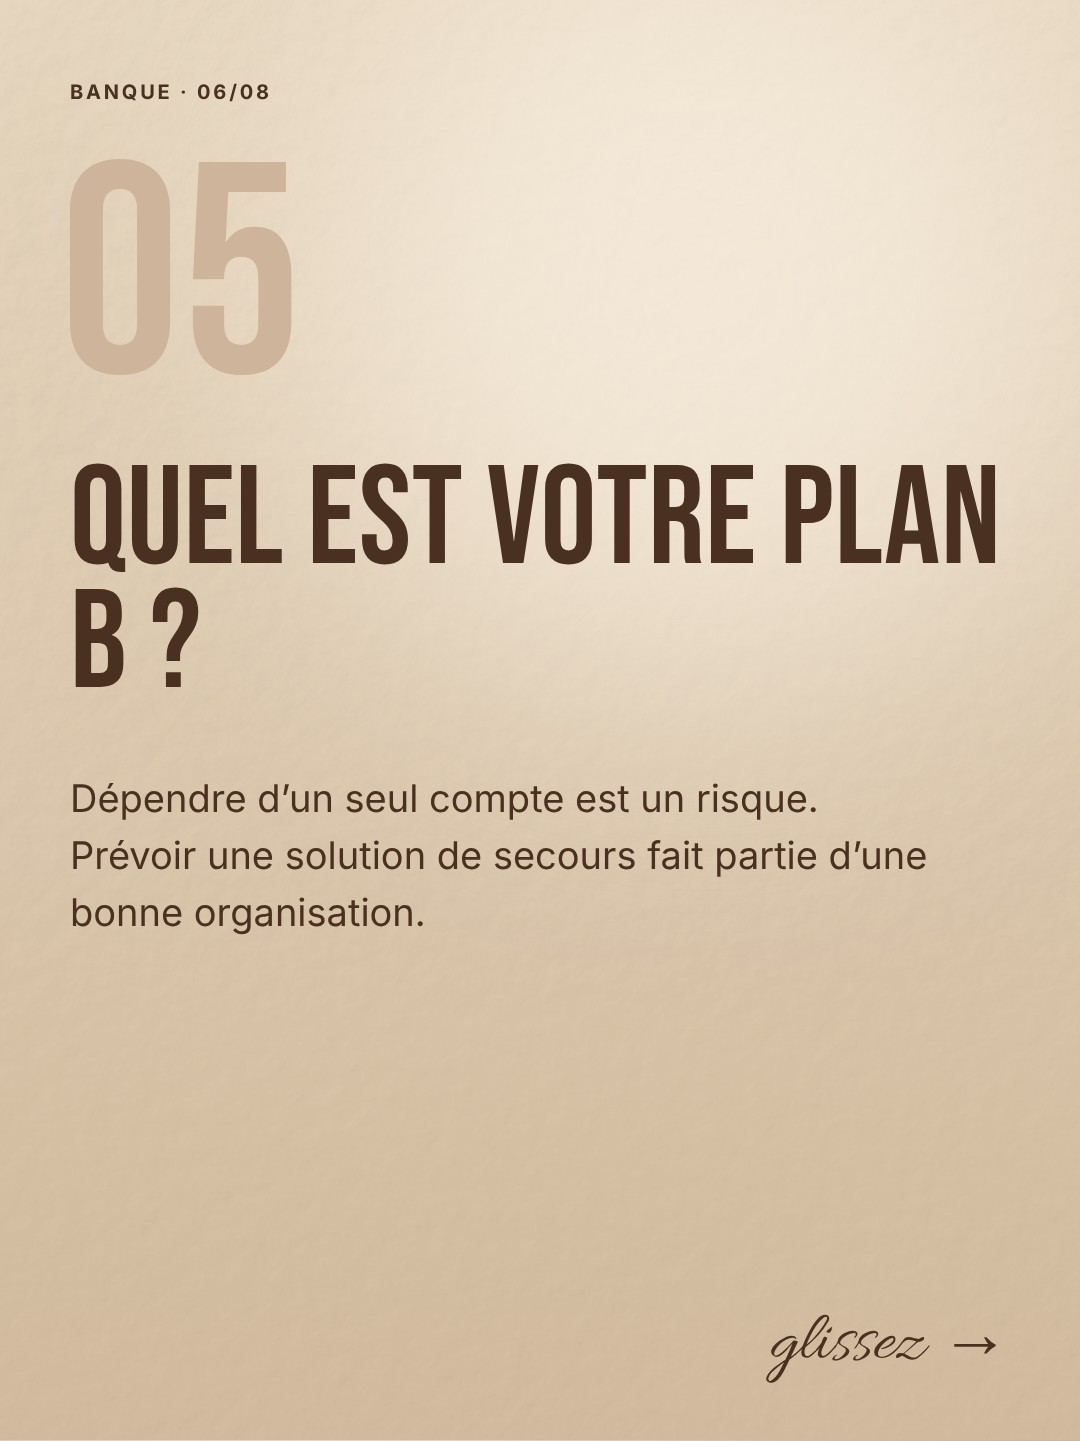 BANQUE · 06/08
05
QUEL EST VOTRE PLAN
B ?
Dépendre d’un seul compte est un risque.
Prévoir une solution de secours fait partie d’une
bonne organisation.
glissez →